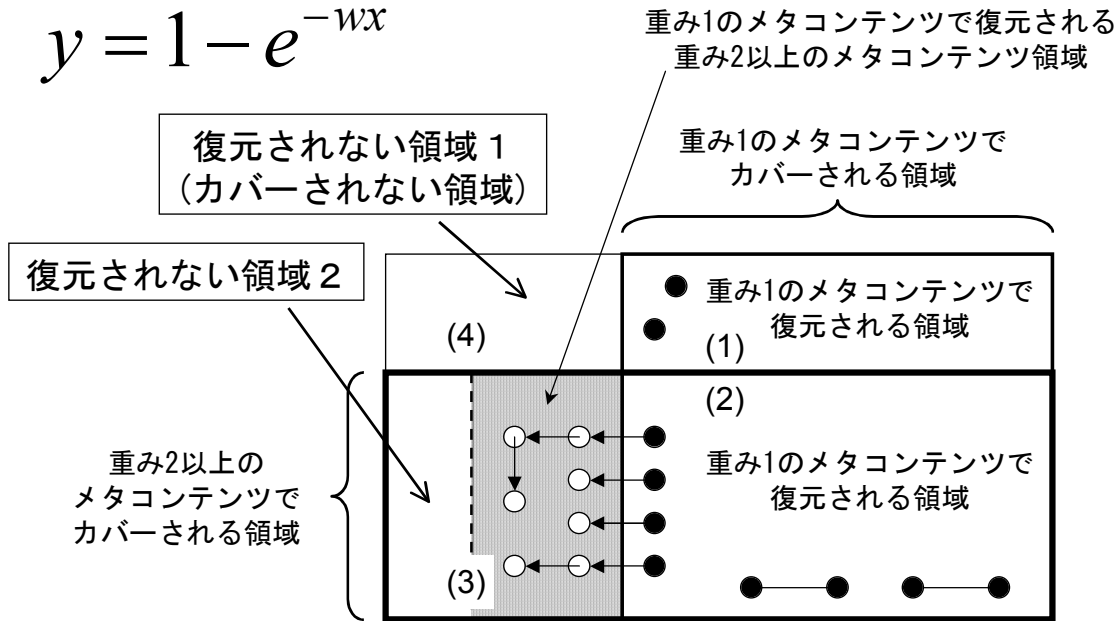 y = 1 − e^{−wx}
重み1のメタコンテンツで復元される
重み2以上のメタコンテンツ領域
復元されない領域１
（カバーされない領域）
重み1のメタコンテンツで
カバーされる領域
復元されない領域２
重み1のメタコンテンツで
復元される領域
(4)
(1)
(2)
重み2以上の
メタコンテンツで
カバーされる領域
重み1のメタコンテンツで
復元される領域
(3)